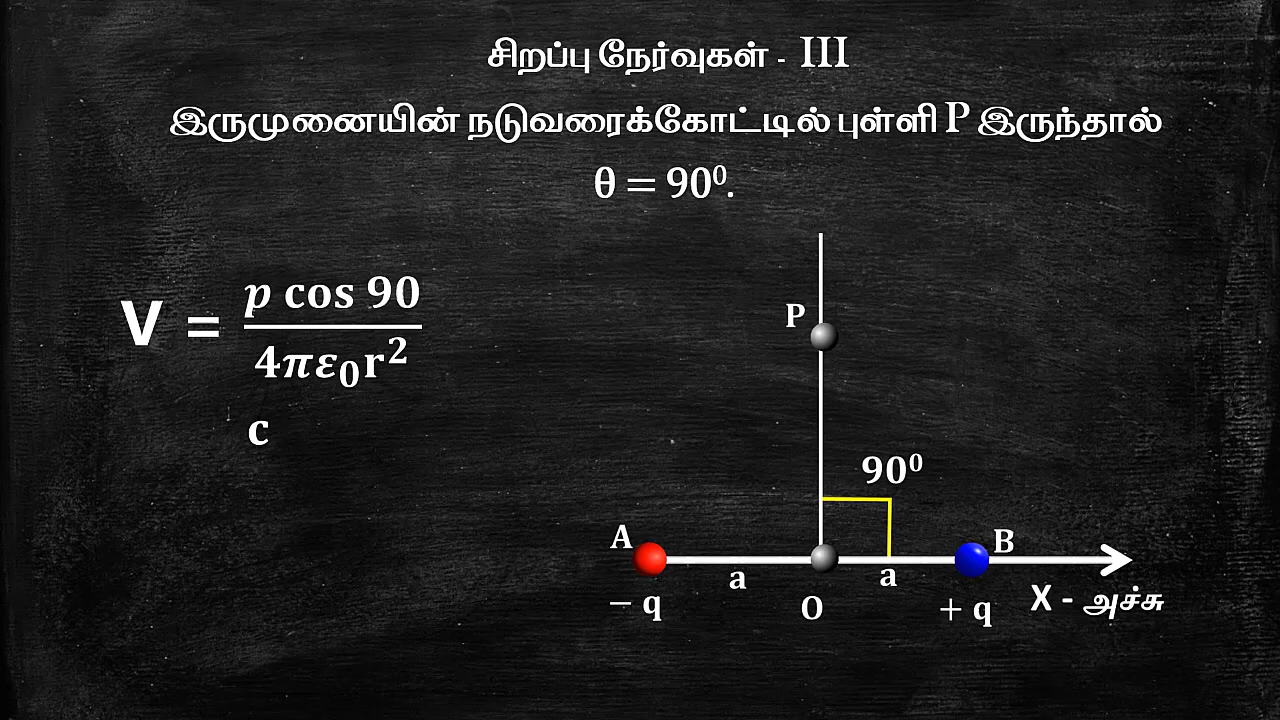 சிறப்பு நேர்வுகள் - III
இருமுனையின் நடுவரைக்கோட்டில் புள்ளி P இருந்தால்
θ = 90⁰.
V = p cos 90 / 4πε₀r²
c
P
90⁰
A
B
a
a
– q
O
+ q
X - அச்சு